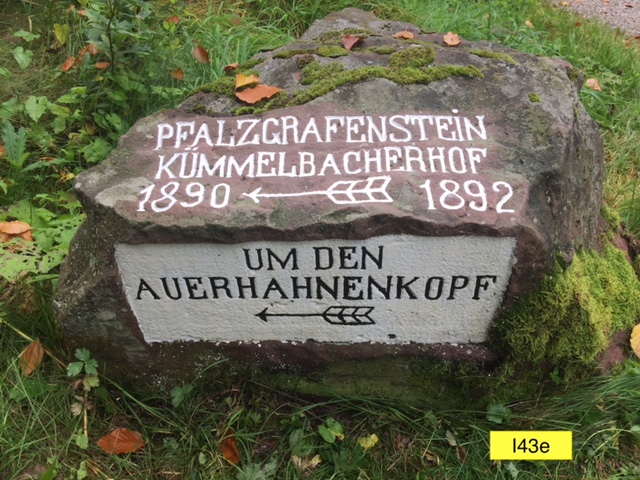 PFALZGRAFENSTEIN
KÜMMELBACHERHOF
1890 1892
UM DEN
AUERHAHNENKOPF
I43e